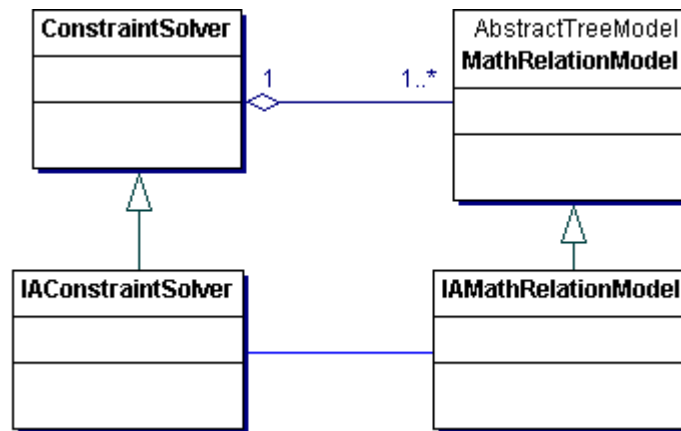 ConstraintSolver
AbstractTreeModel
MathRelationModel
1
1..*
IAConstraintSolver
IAMathRelationModel